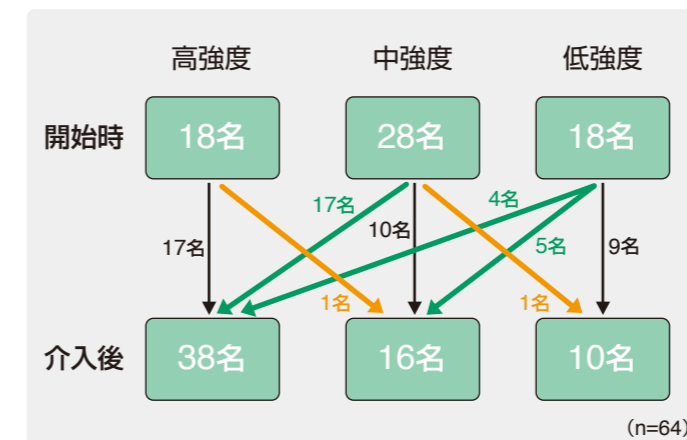 高強度 中強度 低強度
開始時 18名 28名 18名
17名 4名
17名 10名 5名 9名
1名 1名
介入後 38名 16名 10名
(n=64)